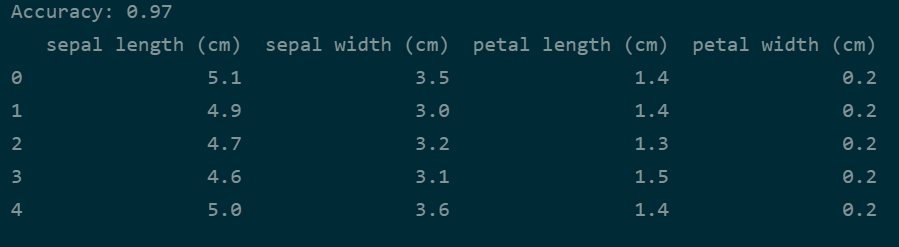 Accuracy: 0.97
sepal length (cm) sepal width (cm) petal length (cm) petal width (cm)
0 5.1 3.5 1.4 0.2
1 4.9 3.0 1.4 0.2
2 4.7 3.2 1.3 0.2
3 4.6 3.1 1.5 0.2
4 5.0 3.6 1.4 0.2